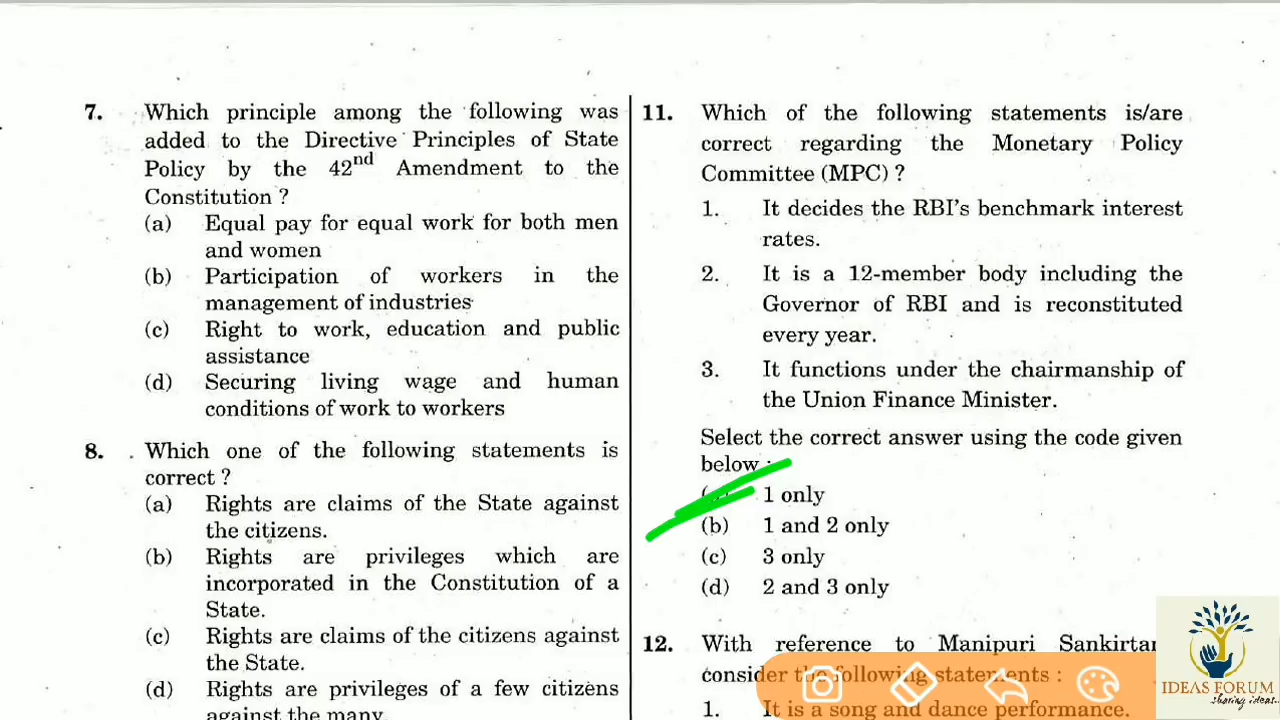 7. Which principle among the following was
added to the Directive Principles of State
Policy by the 42nd Amendment to the
Constitution ?
(a) Equal pay for equal work for both men
and women
(b) Participation of workers in the
management of industries
(c) Right to work, education and public
assistance
(d) Securing living wage and human
conditions of work to workers
8. Which one of the following statements is
correct ?
(a) Rights are claims of the State against
the citizens.
(b) Rights are privileges which are
incorporated in the Constitution of a
State.
(c) Rights are claims of the citizens against
the State.
(d) Rights are privileges of a few citizens
against the many.
11. Which of the following statements is/are
correct regarding the Monetary Policy
Committee (MPC) ?
1. It decides the RBI's benchmark interest
rates.
2. It is a 12-member body including the
Governor of RBI and is reconstituted
every year.
3. It functions under the chairmanship of
the Union Finance Minister.
Select the correct answer using the code given
below :
1 only
(b) 1 and 2 only
(c) 3 only
(d) 2 and 3 only
12. With reference to Manipuri Sankirtan
consider the following statements :
1. It is a song and dance performance.
IDEAS FORUM
sharing ideas